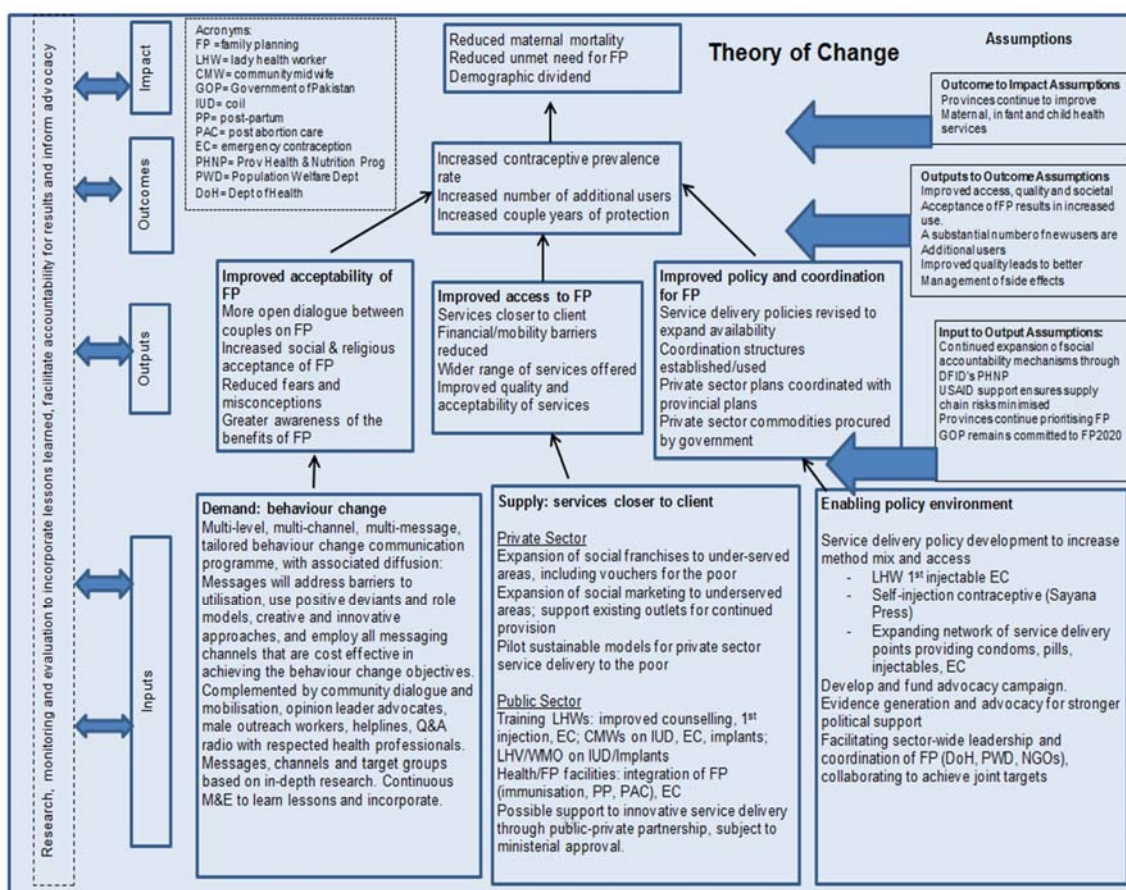 Research, monitoring and evaluation to incorporate lessons learned, facilitate accountability for results and inform advocacy
Impact
Outcomes
Outputs
Inputs
Acronyms:
FP =family planning
LHW= lady health worker
CMW= community mid wife
GOP= Government of Pakistan
IUD= coil
PP= post-partum
PAC= post abortion care
EC= emergency contraception
PHNP= Prov Health & Nutrition Prog
PWD= Population Welfare Dept
DoH= Dept of Health
Reduced maternal mortality
Reduced unmet need for FP
Demographic dividend
Theory of Change
Assumptions
Outcome to Impact Assumptions
Provinces continue to improve
Maternal, infant and child health
services
Increased contraceptive prevalence
rate
Increased number of additional users
Increased couple years of protection
Outputs to Outcome Assumptions
Improved access, quality and societal
Acceptance of FP results in increased
use.
A substantial number of new users are
Additional users
Improved quality leads to better
Management of side effects
Improved acceptability of
FP
More open dialogue between
couples on FP
Increased social & religious
acceptance of FP
Reduced fears and
misconceptions
Greater awareness of the
benefits of FP
Improved access to FP
Services closer to client
Financial/mobility barriers
reduced
Wider range of services offered
Improved quality and
acceptability of services
Improved policy and coordination
for FP
Service delivery policies revised to
expand availability
Coordination structures
established/used
Private sector plans coordinated with
provincial plans
Private sector commodities procured
by government
Input to Output Assumptions:
Continued expansion of social
accountability mechanisms through
DFID's PHNP
USAID support ensures supply
chain risks minimised
Provinces continue prioritising FP
GOP remains committed to FP2020
Demand: behaviour change
Multi-level, multi-channel, multi-message,
tailored behaviour change communication
programme, with associated diffusion:
Messages will address barriers to
utilisation, use positive deviants and role
models, creative and innovative
approaches, and employ all messaging
channels that are cost effective in
achieving the behaviour change objectives.
Complemented by community dialogue and
mobilisation, opinion leader advocates,
male outreach workers, helplines, Q&A
radio with respected health professionals.
Messages, channels and target groups
based on in-depth research. Continuous
M&E to learn lessons and incorporate.
Supply: services closer to client
Private Sector
Expansion of social franchises to under-served
areas, including vouchers for the poor
Expansion of social marketing to underserved
areas; support existing outlets for continued
provision
Pilot sustainable models for private sector
service delivery to the poor
Public Sector
Training LHWs: improved counselling, 1st
injection, EC; CMWs on IUD, EC, implants;
LHV/WMO on IUD/Implants
Health/FP facilities: integration of FP
(immunisation, PP, PAC), EC
Possible support to innovative service delivery
through public-private partnership, subject to
ministerial approval.
Enabling policy environment
Service delivery policy development to increase
method mix and access
- LHW 1st injectable EC
- Self-injection contraceptive (Sayana
Press)
- Expanding network of service delivery
points providing condoms, pills,
injectables, EC
Develop and fund advocacy campaign.
Evidence generation and advocacy for stronger
political support
Facilitating sector-wide leadership and
coordination of FP (DoH, PWD, NGOs),
collaborating to achieve joint targets